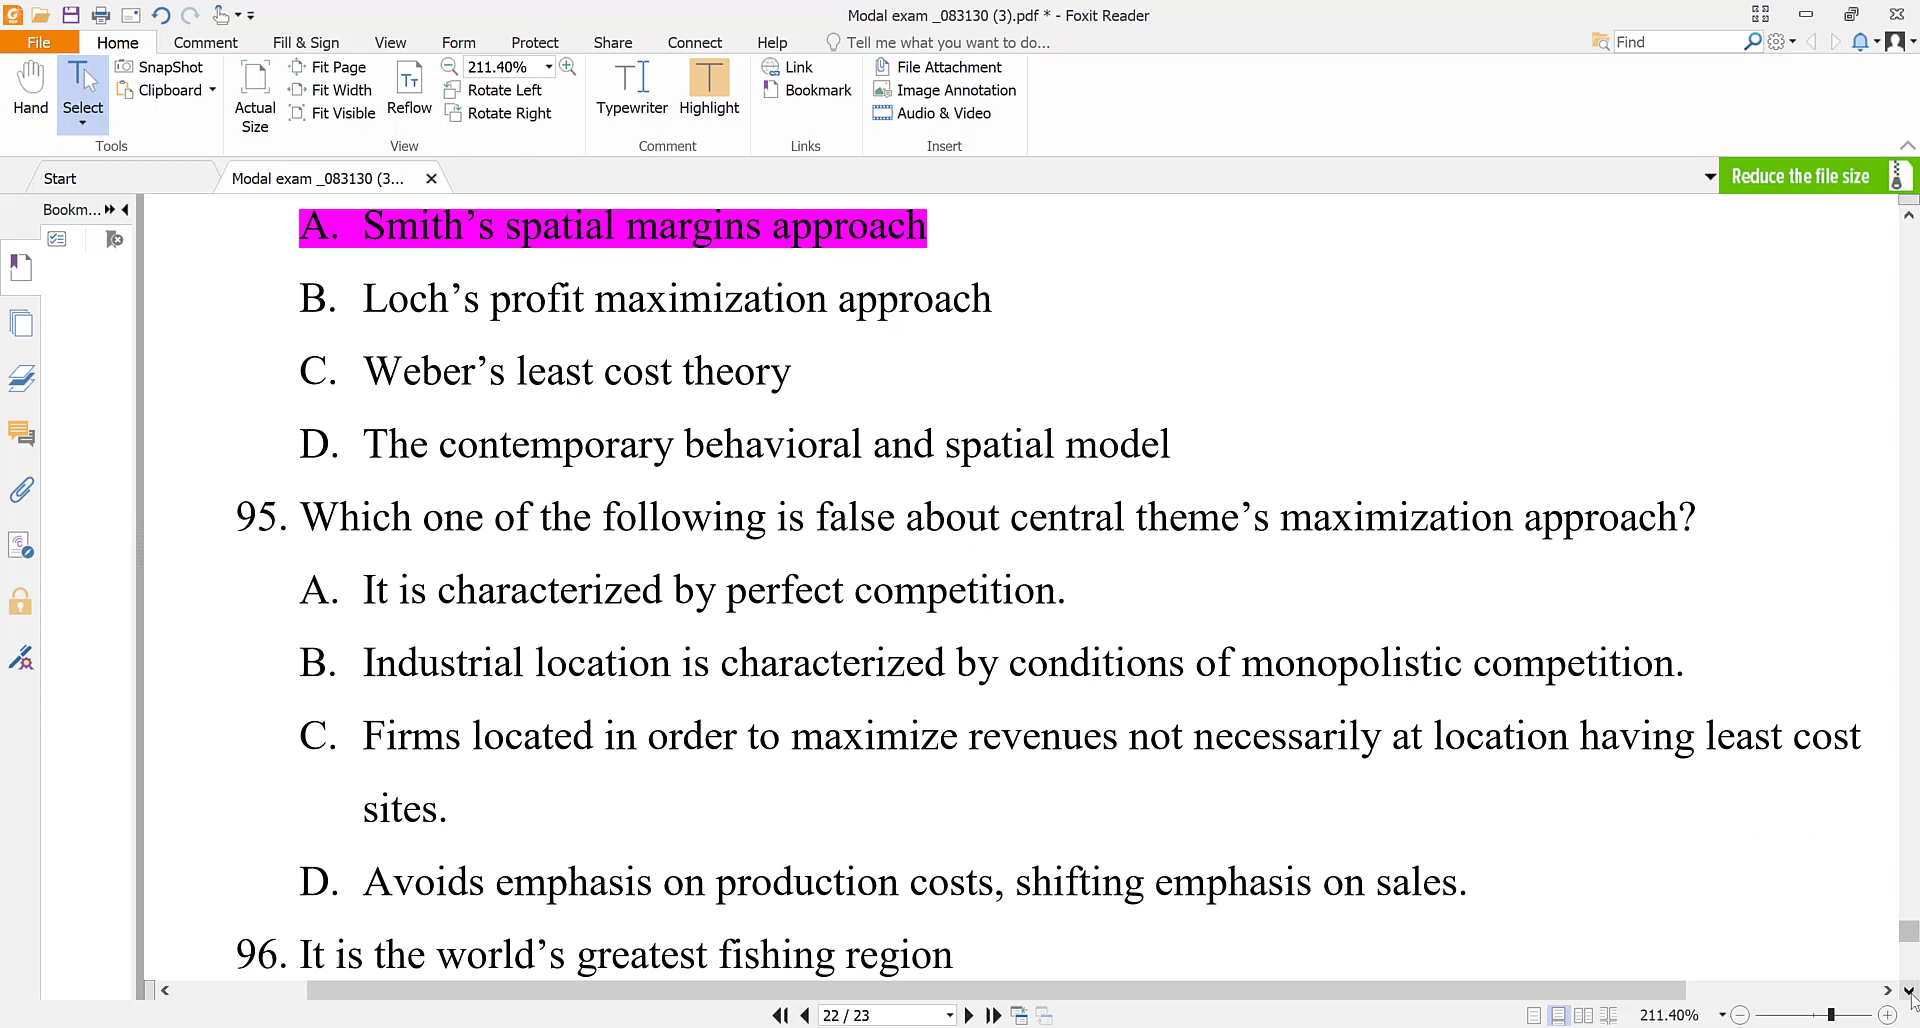 Modal exam _083130 (3).pdf * - Foxit Reader
File Home Comment Fill & Sign View Form Protect Share Connect Help Tell me what you want to do... Find
Hand Select SnapShot Clipboard Actual Size Fit Page Fit Width Fit Visible Reflow 211.40% Rotate Left Rotate Right Typewriter Highlight Link Bookmark File Attachment Image Annotation Audio & Video
Tools View Comment Links Insert
Start Modal exam _083130 (3... Reduce the file size
Bookm...
A. Smith’s spatial margins approach
B. Loch’s profit maximization approach
C. Weber’s least cost theory
D. The contemporary behavioral and spatial model
95. Which one of the following is false about central theme’s maximization approach?
A. It is characterized by perfect competition.
B. Industrial location is characterized by conditions of monopolistic competition.
C. Firms located in order to maximize revenues not necessarily at location having least cost
sites.
D. Avoids emphasis on production costs, shifting emphasis on sales.
96. It is the world’s greatest fishing region
22 / 23 211.40%